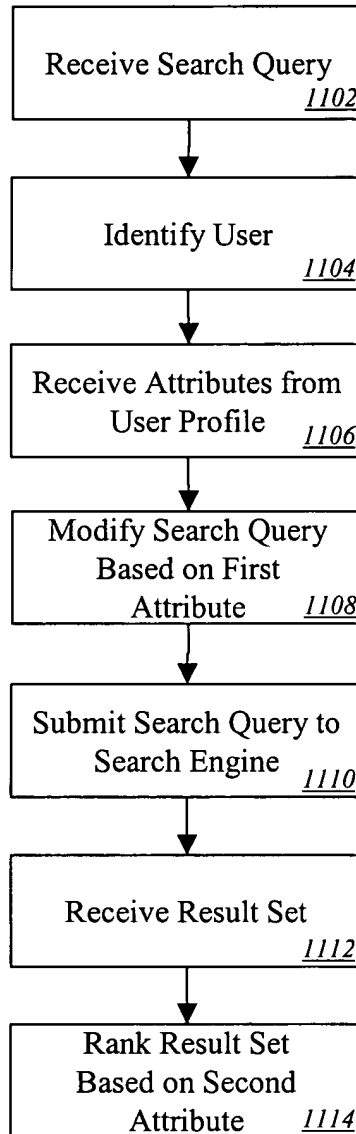 Receive Search Query
1102
Identify User
1104
Receive Attributes from
User Profile
1106
Modify Search Query
Based on First
Attribute
1108
Submit Search Query to
Search Engine
1110
Receive Result Set
1112
Rank Result Set
Based on Second
Attribute
1114